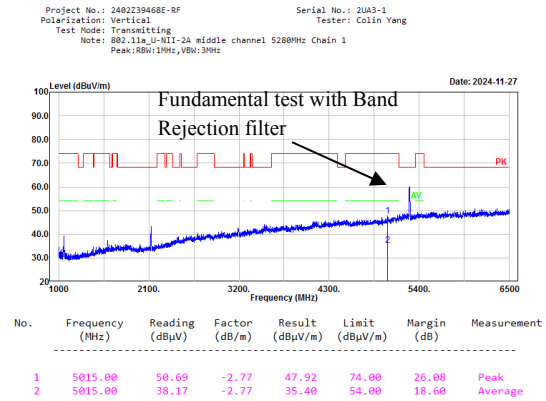 Project No.: 2402Z39468E-RF Serial No.: 2UA3-1
Polarization: Vertical Tester: Colin Yang
Test Mode: Transmitting
Note: 802.11a_U-NII-2A middle channel 5280MHz Chain 1
Peak:RBW:1MHz,VBW:3MHz
Level (dBuV/m) Date: 2024-11-27
100
Fundamental test with Band
Rejection filter
90.0
80.0
70.0
PK
60.0
AV
50.0
1
40.0
2
30.0
20
1000 2100. 3200. 4300. 5400. 6500
Frequency (MHz)
No. Frequency Reading Factor Result Limit Margin Measurement
(MHz) (dBμV) (dB/m) (dBμV/m) (dBμV/m) (dB)
1 5015.00 50.69 -2.77 47.92 74.00 26.08 Peak
2 5015.00 38.17 -2.77 35.40 54.00 18.60 Average